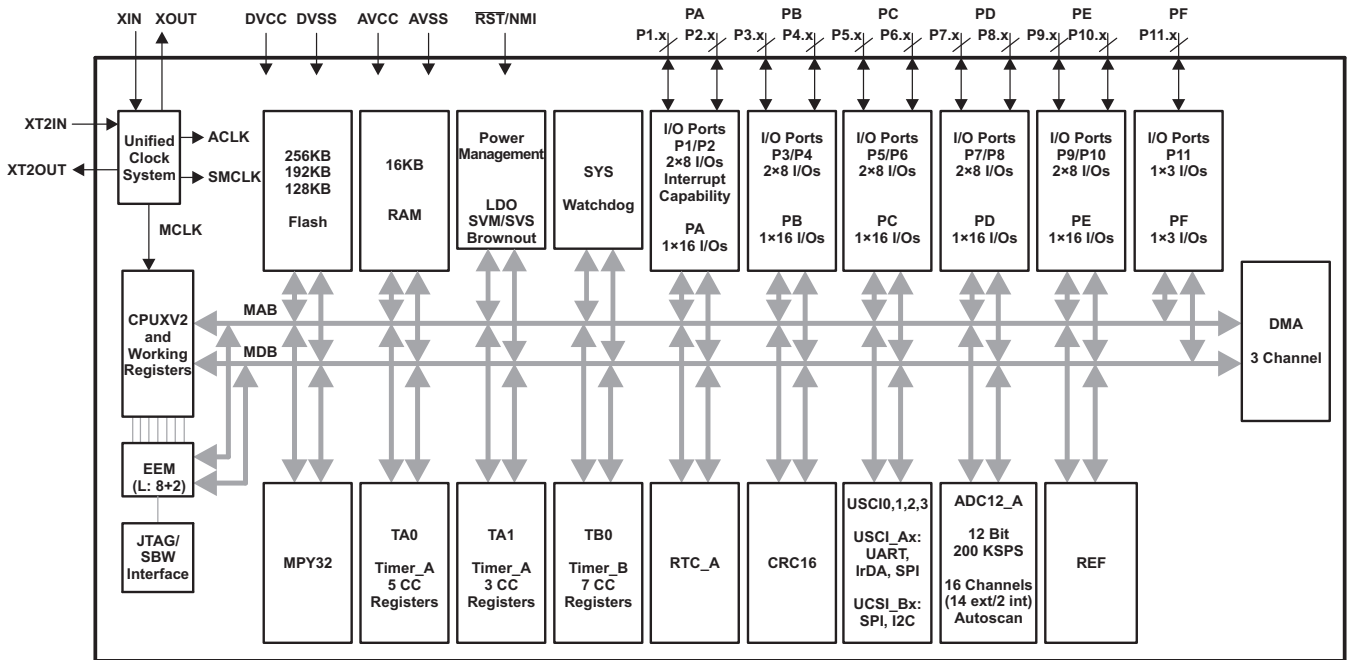 XIN XOUT DVCC DVSS AVCC AVSS RST/NMI
PA PB PC PD PE PF
P1.x P2.x P3.x P4.x P5.x P6.x P7.x P8.x P9.x P10.x P11.x
XT2IN
XT2OUT
Unified
Clock
System
ACLK
SMCLK
MCLK
256KB
192KB
128KB
Flash
16KB
RAM
Power
Management
LDO
SVM/SVS
Brownout
SYS
Watchdog
I/O Ports
P1/P2
2×8 I/Os
Interrupt
Capability
PA
1×16 I/Os
I/O Ports
P3/P4
2×8 I/Os
PB
1×16 I/Os
I/O Ports
P5/P6
2×8 I/Os
PC
1×16 I/Os
I/O Ports
P7/P8
2×8 I/Os
PD
1×16 I/Os
I/O Ports
P9/P10
2×8 I/Os
PE
1×16 I/Os
I/O Ports
P11
1×3 I/Os
PF
1×3 I/Os
CPUXV2
and
Working
Registers
MAB
MDB
DMA
3 Channel
EEM
(L: 8+2)
JTAG/
SBW
Interface
MPY32
TA0
Timer_A
5 CC
Registers
TA1
Timer_A
3 CC
Registers
TB0
Timer_B
7 CC
Registers
RTC_A
CRC16
USCI0,1,2,3
USCI_Ax:
UART,
IrDA, SPI
UCSI_Bx:
SPI, I2C
ADC12_A
12 Bit
200 KSPS
16 Channels
(14 ext/2 int)
Autoscan
REF